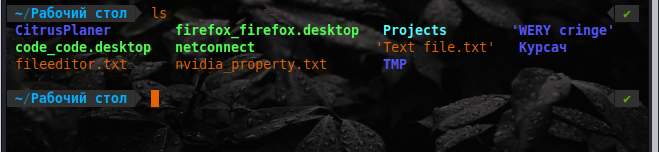 ~/Рабочий стол ls ✔
CitrusPlaner firefox_firefox.desktop Projects 'WERY cringe'
code_code.desktop netconnect 'Text file.txt' Курсач
fileeditor.txt nvidia_property.txt TMP
~/Рабочий стол ✔